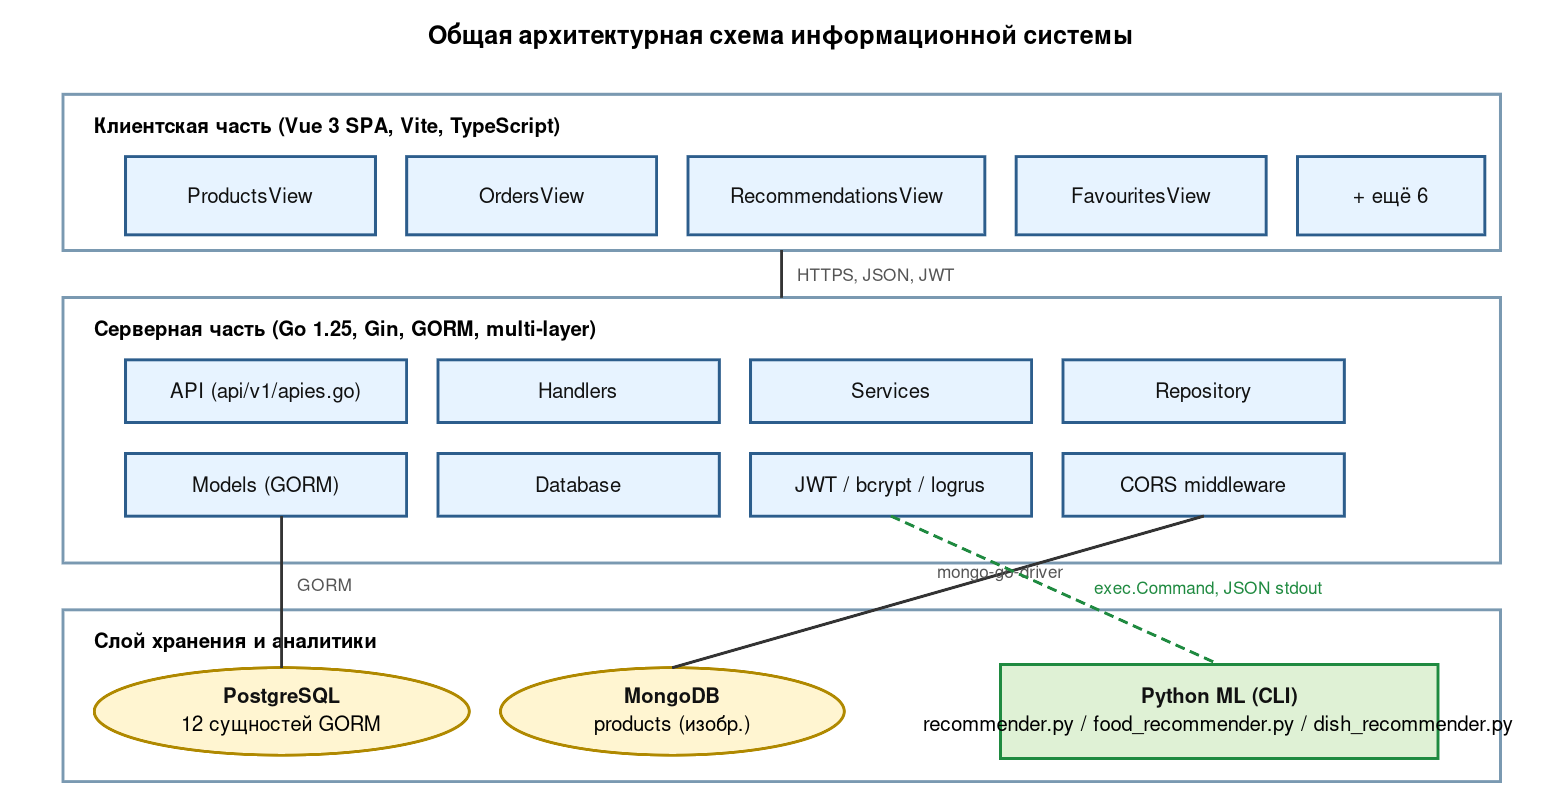 Общая архитектурная схема информационной системы
Клиентская часть (Vue 3 SPA, Vite, TypeScript)
ProductsView
OrdersView
RecommendationsView
FavouritesView
+ ещё 6
HTTPS, JSON, JWT
Серверная часть (Go 1.25, Gin, GORM, multi-layer)
API (api/v1/apies.go)
Handlers
Services
Repository
Models (GORM)
Database
JWT / bcrypt / logrus
CORS middleware
GORM
mongo-go-driver
exec.Command, JSON stdout
Слой хранения и аналитики
PostgreSQL
12 сущностей GORM
MongoDB
products (изобр.)
Python ML (CLI)
recommender.py / food_recommender.py / dish_recommender.py